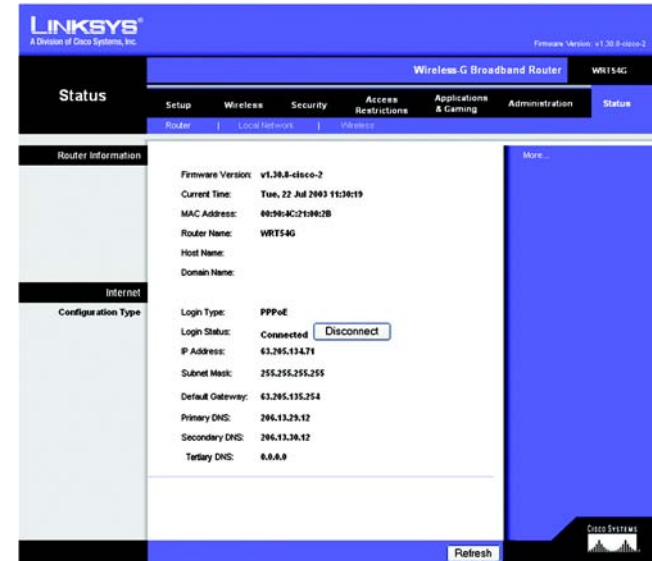 LINKSYS®
A Division of Cisco Systems, Inc.
Firmware Version: v1.30.8-cisco-2
Wireless-G Broadband Router WRT54G
Status
Setup Wireless Security Access Restrictions Applications & Gaming Administration Status
Router | Local Network | Wireless
Router Information
More...
Firmware Version: v1.30.8-cisco-2
Current Time: Tue, 22 Jul 2003 11:30:19
MAC Address: 00:90:4C:21:00:2B
Router Name: WRT54G
Host Name:
Domain Name:
Internet
Configuration Type
Login Type: PPPoE
Login Status: Connected Disconnect
IP Address: 63.205.134.71
Subnet Mask: 255.255.255.255
Default Gateway: 63.205.135.254
Primary DNS: 206.13.29.12
Secondary DNS: 206.13.30.12
Tertiary DNS: 0.0.0.0
CISCO SYSTEMS
Refresh